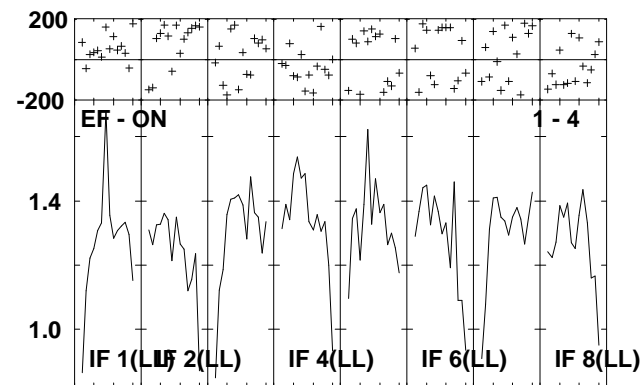 200
-200
EF - ON 1 - 4
1.4
1.0
IF 1(LL) IF 2(LL) IF 4(LL) IF 6(LL) IF 8(LL)